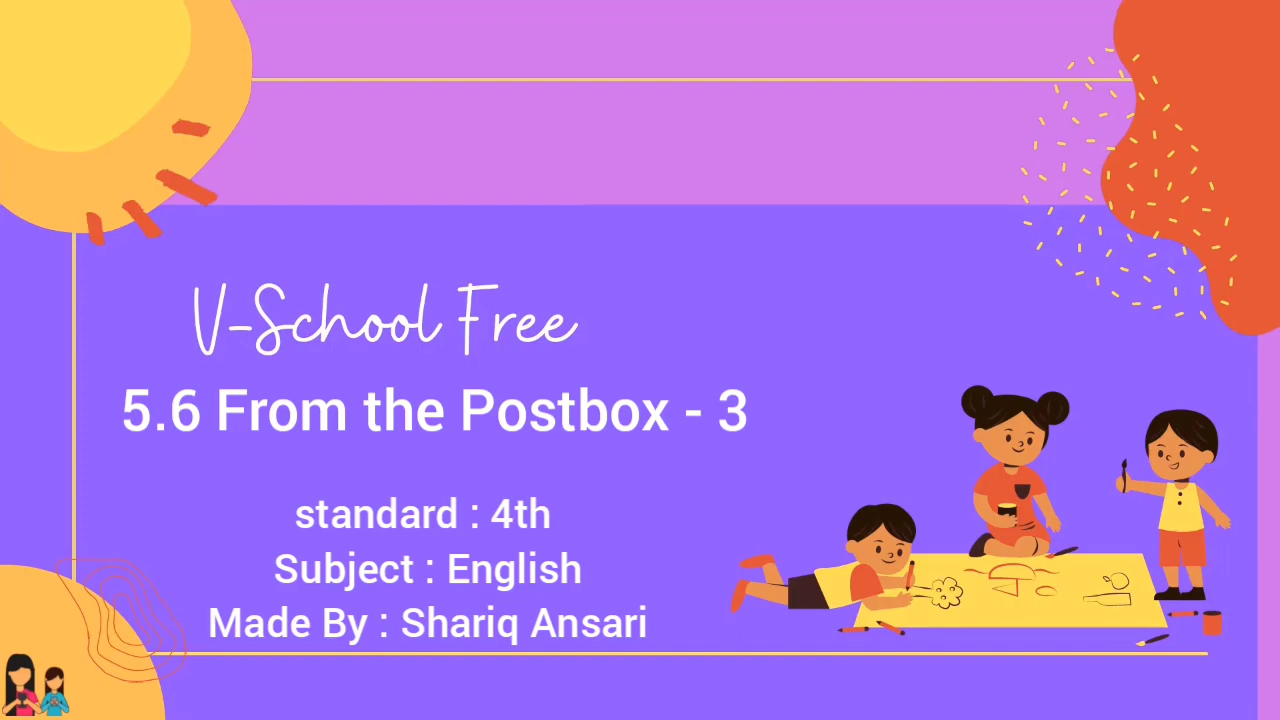 V-School Free
5.6 From the Postbox - 3
standard : 4th
Subject : English
Made By : Shariq Ansari